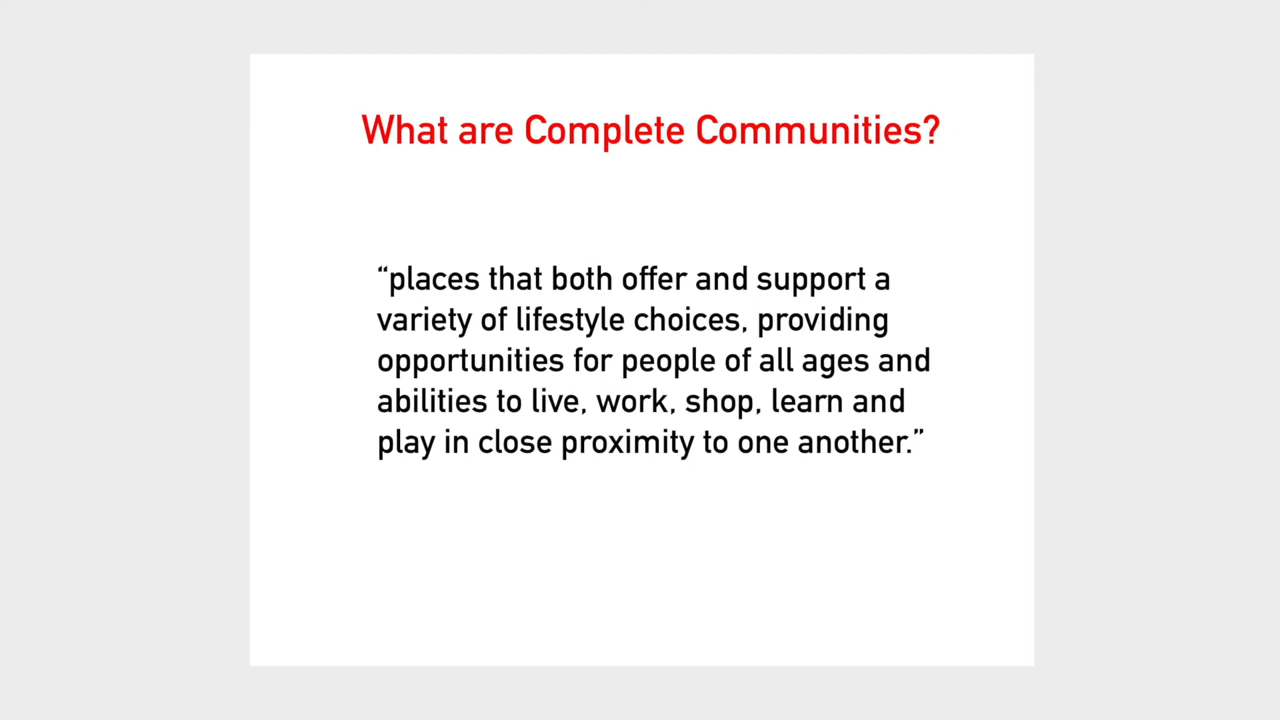 What are Complete Communities?
“places that both offer and support a
variety of lifestyle choices, providing
opportunities for people of all ages and
abilities to live, work, shop, learn and
play in close proximity to one another.”